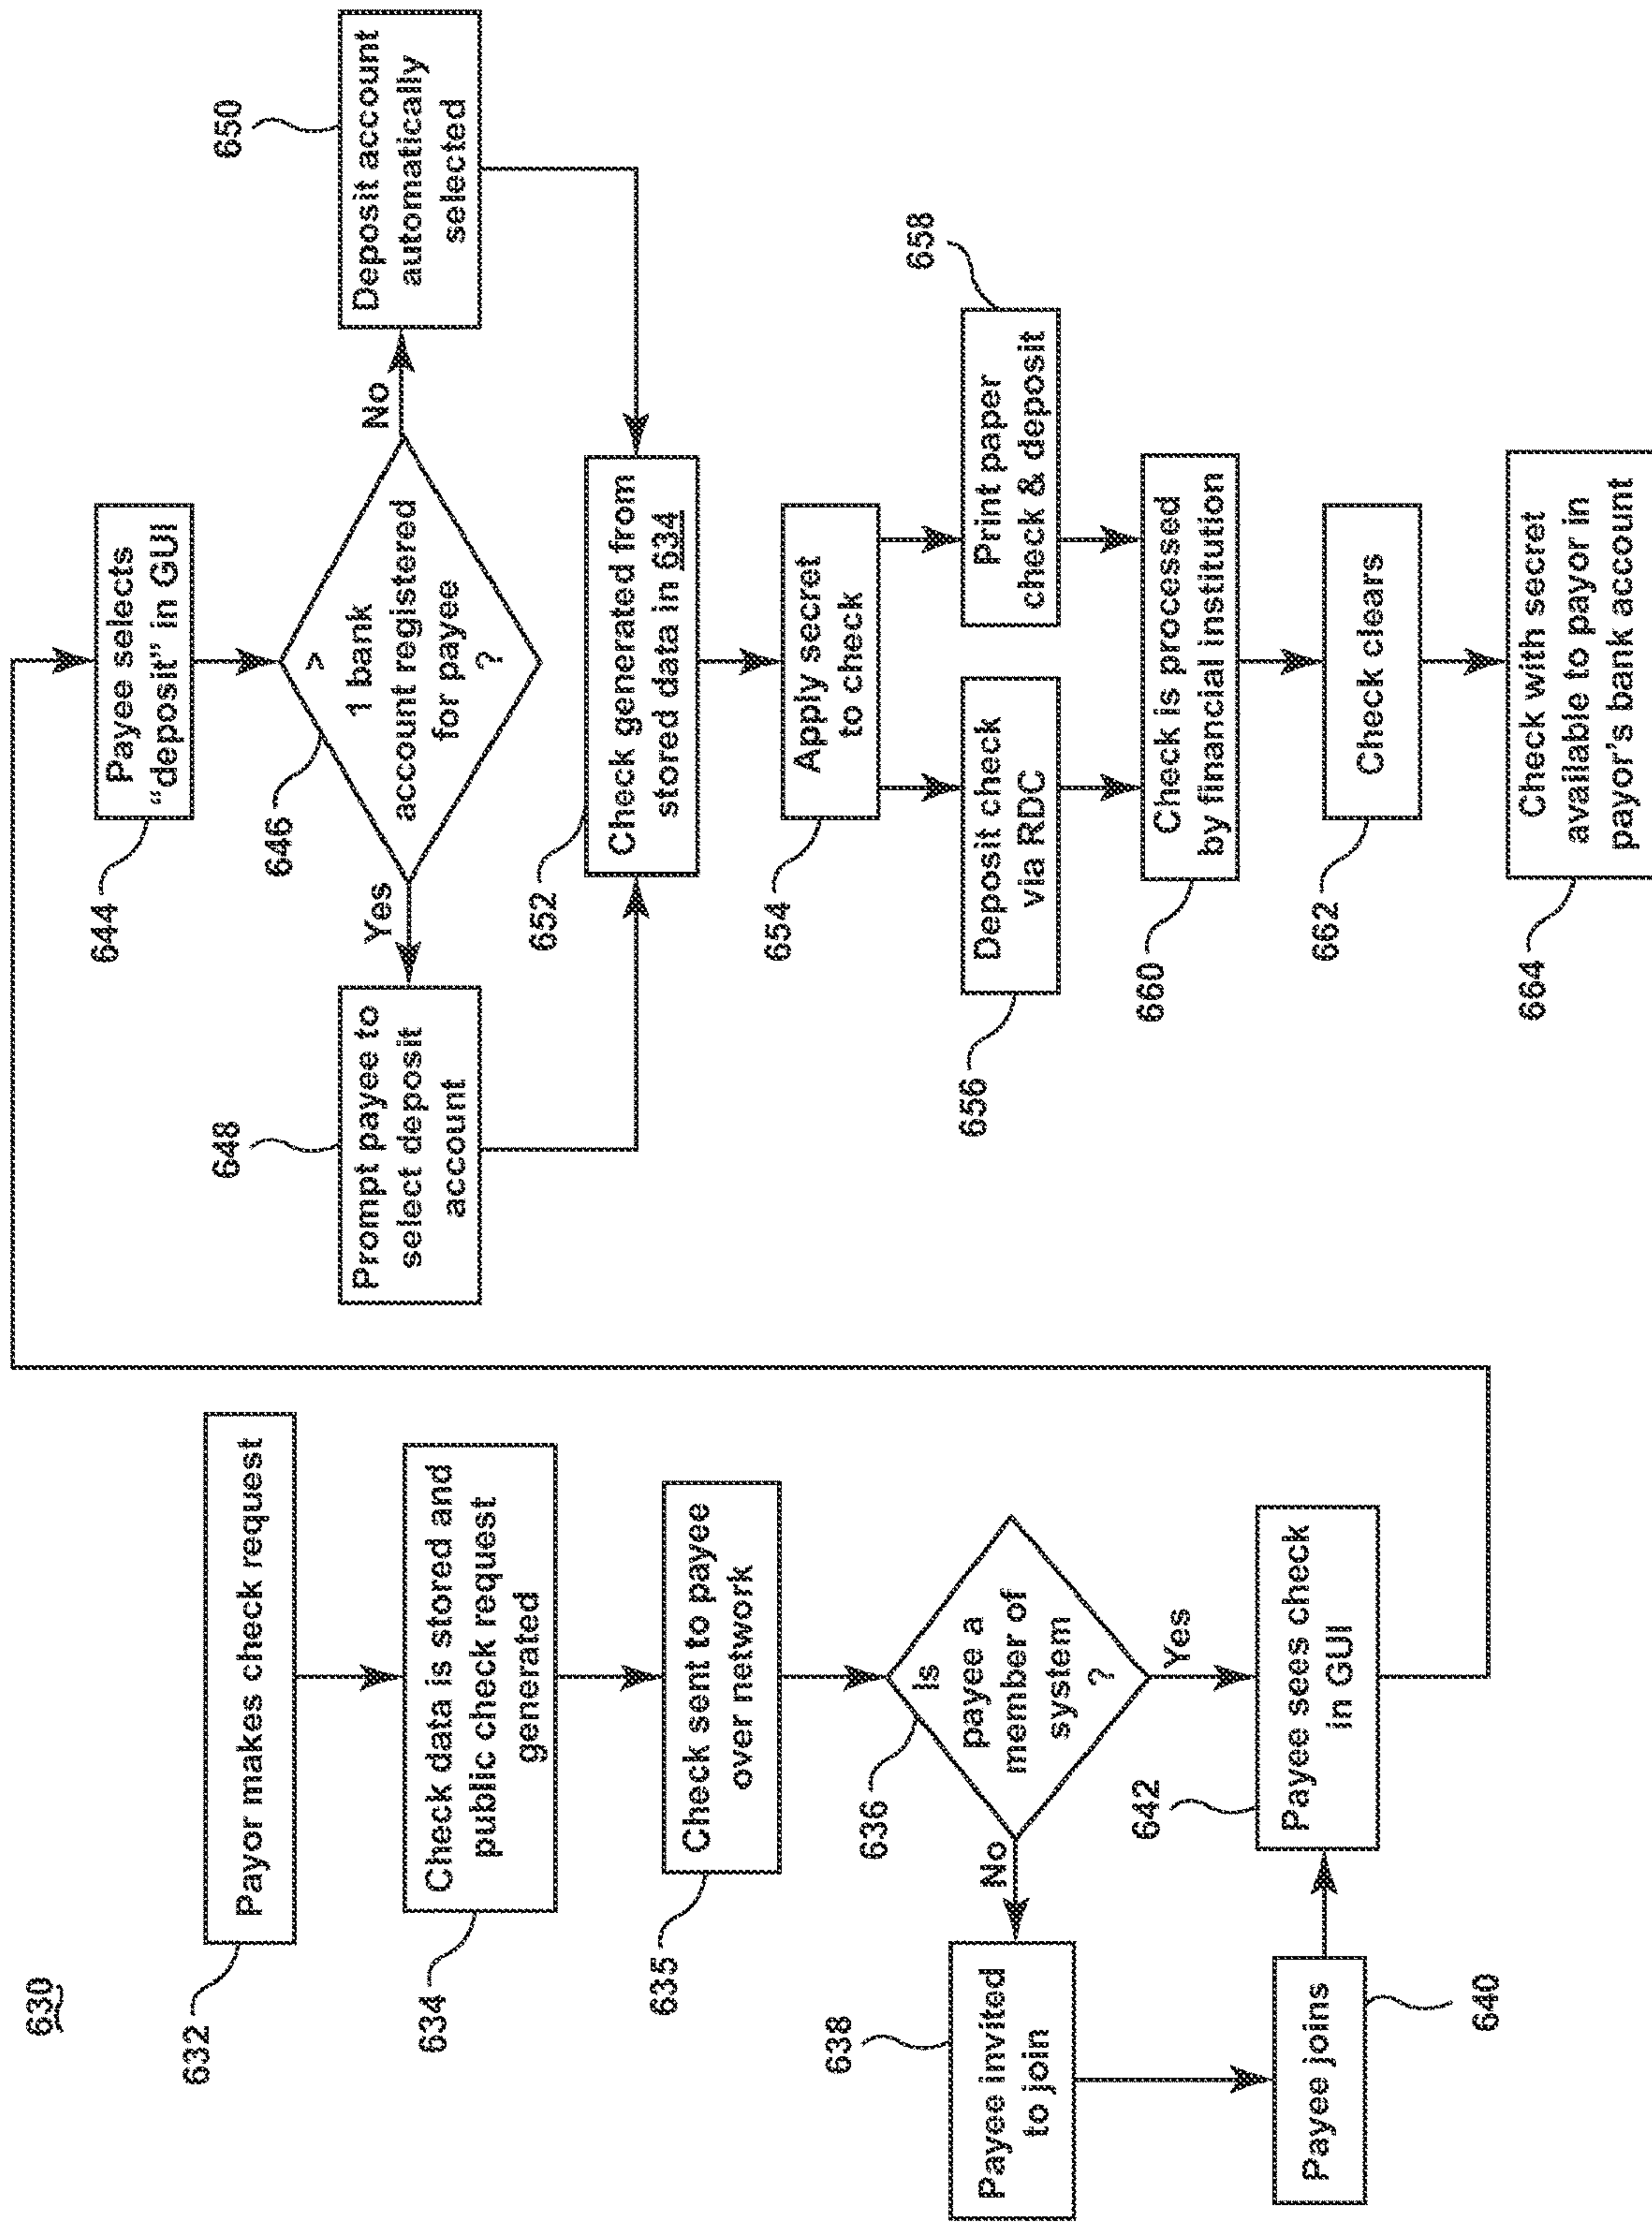 630
632
Payor makes check request
634
Check data is stored and
public check request
generated
635
Check sent to payee
over network
636
Is
payee a
member of
system
?
No
Yes
638
Payee invited
to join
640
Payee joins
642
Payee sees check
in GUI
644
Payee selects
“deposit” in GUI
646
>
1 bank
account registered
for payee
?
Yes
No
648
Prompt payee to
select deposit
account
650
Deposit account
automatically
selected
652
Check generated from
stored data in 634
654
Apply secret
to check
656
Deposit check
via RDC
658
Print paper
check & deposit
660
Check is processed
by financial institution
662
Check clears
664
Check with secret
available to payor in
payor's bank account